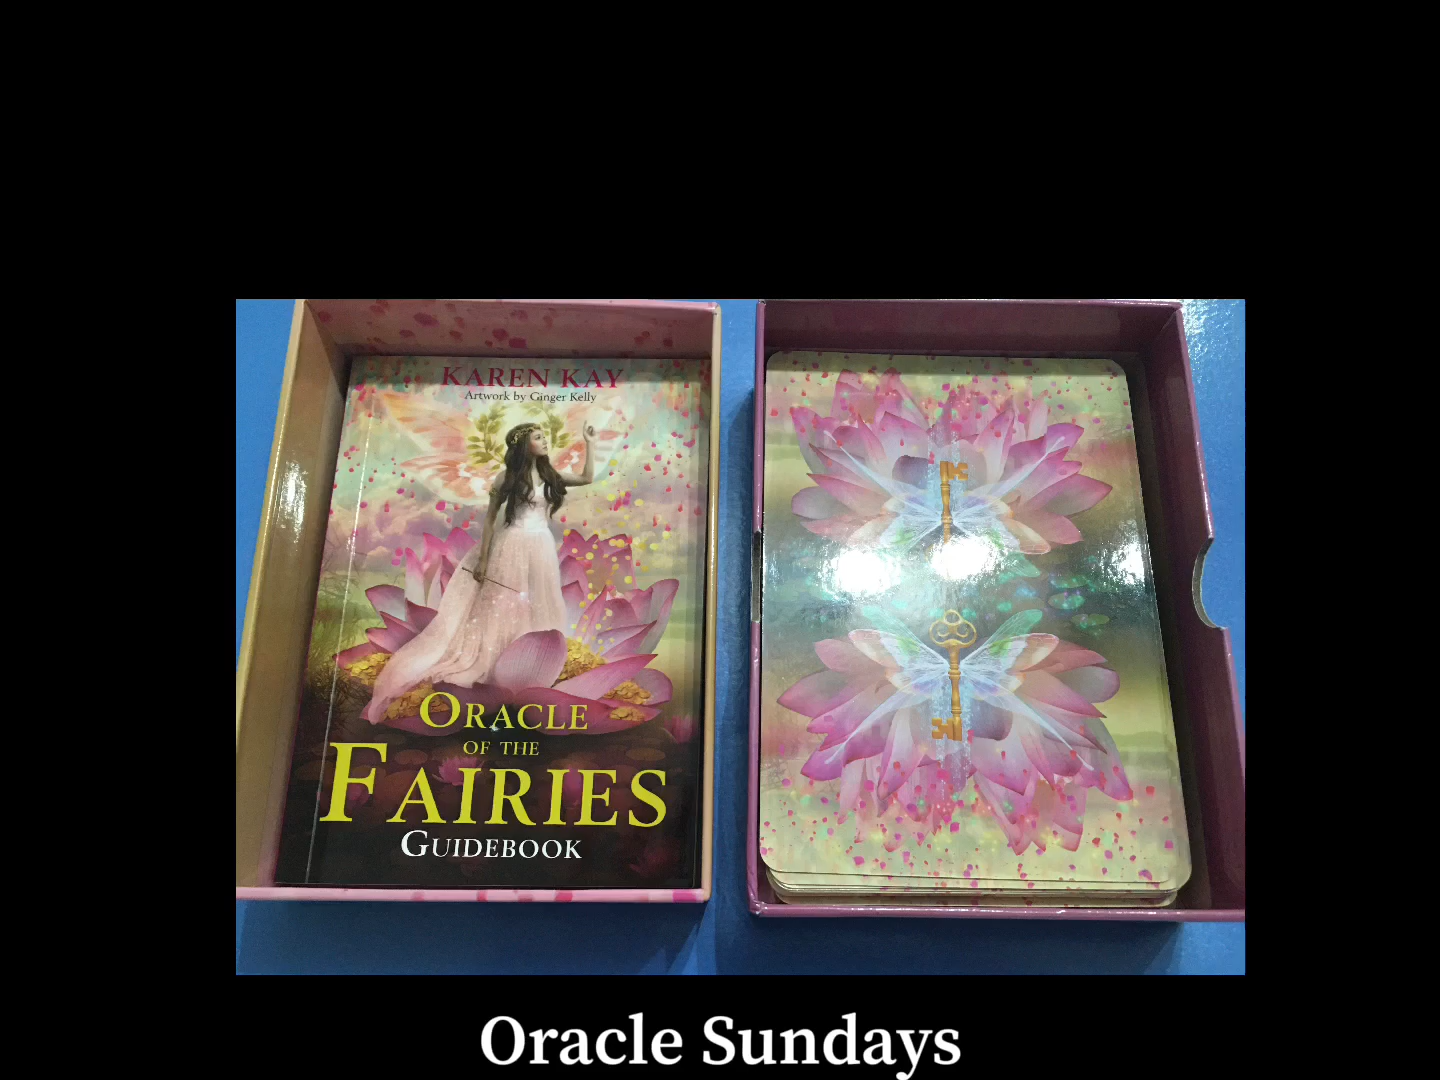 KAREN KAY
Artwork by Ginger Kelly
ORACLE
OF THE
FAIRIES
GUIDEBOOK
Oracle Sundays